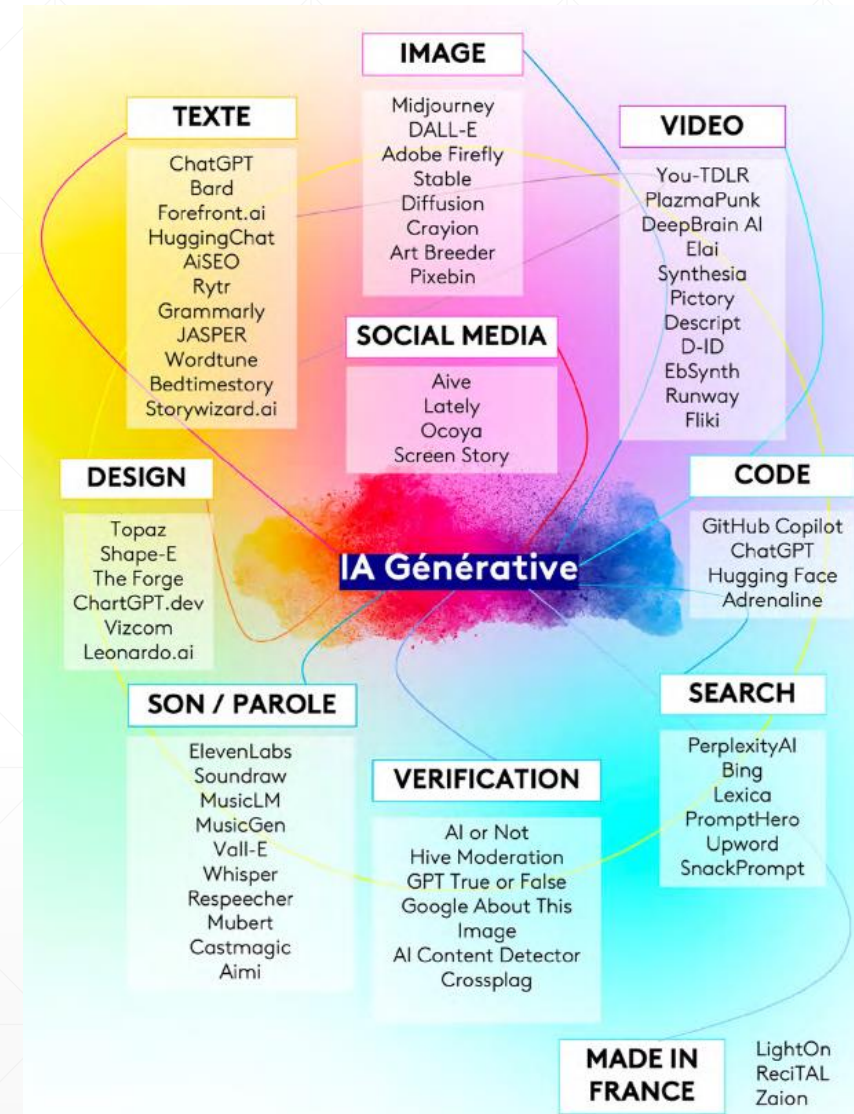 IMAGE
Midjourney
DALL-E
Adobe Firefly
Stable
Diffusion
Crayion
Art Breeder
Pixebin
TEXTE
ChatGPT
Bard
Forefront.ai
HuggingChat
AiSEO
Rytr
Grammarly
JASPER
Wordtune
Bedtimestory
Storywizard.ai
VIDEO
You-TDLR
PlazmaPunk
DeepBrain AI
Elai
Synthesia
Pictory
Descript
D-ID
EbSynth
Runway
Fliki
SOCIAL MEDIA
Aive
Lately
Ocoya
Screen Story
DESIGN
Topaz
Shape-E
The Forge
ChartGPT.dev
Vizcom
Leonardo.ai
CODE
GitHub Copilot
ChatGPT
Hugging Face
Adrenaline
IA Générative
SON / PAROLE
ElevenLabs
Soundraw
MusicLM
MusicGen
Vall-E
Whisper
Respeecher
Mubert
Castmagic
Aimi
VERIFICATION
AI or Not
Hive Moderation
GPT True or False
Google About This
Image
AI Content Detector
Crossplag
SEARCH
PerplexityAI
Bing
Lexica
PromptHero
Upword
SnackPrompt
MADE IN
FRANCE
LightOn
ReciTAL
Zaion